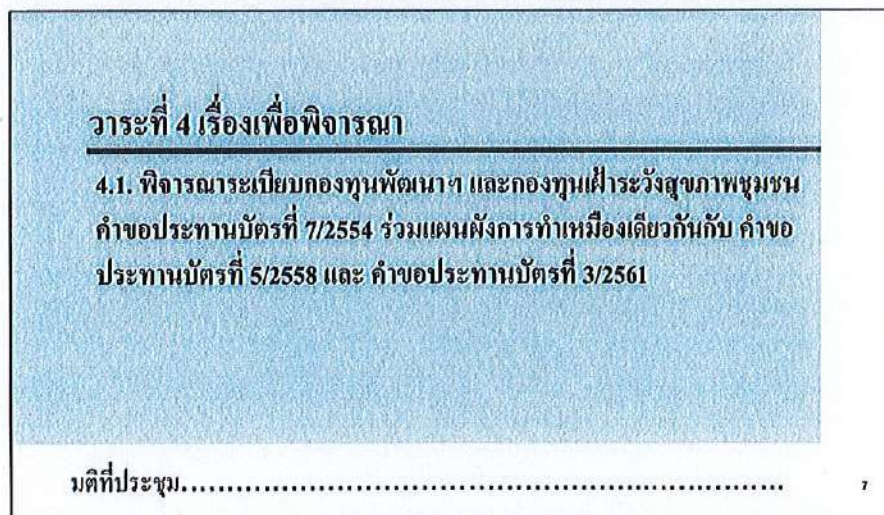 วาระที่ 4 เรื่องเพื่อพิจารณา
4.1. พิจารณาระเบียบกองทุนพัฒนาฯ และกองทุนเฝ้าระวังสุขภาพชุมชน
คำขอประทานบัตรที่ 7/2554 ร่วมแผนผังการทำเหมืองเดียวกันกับ คำขอ
ประทานบัตรที่ 5/2558 และ คำขอประทานบัตรที่ 3/2561
มติที่ประชุม..................................................................
7